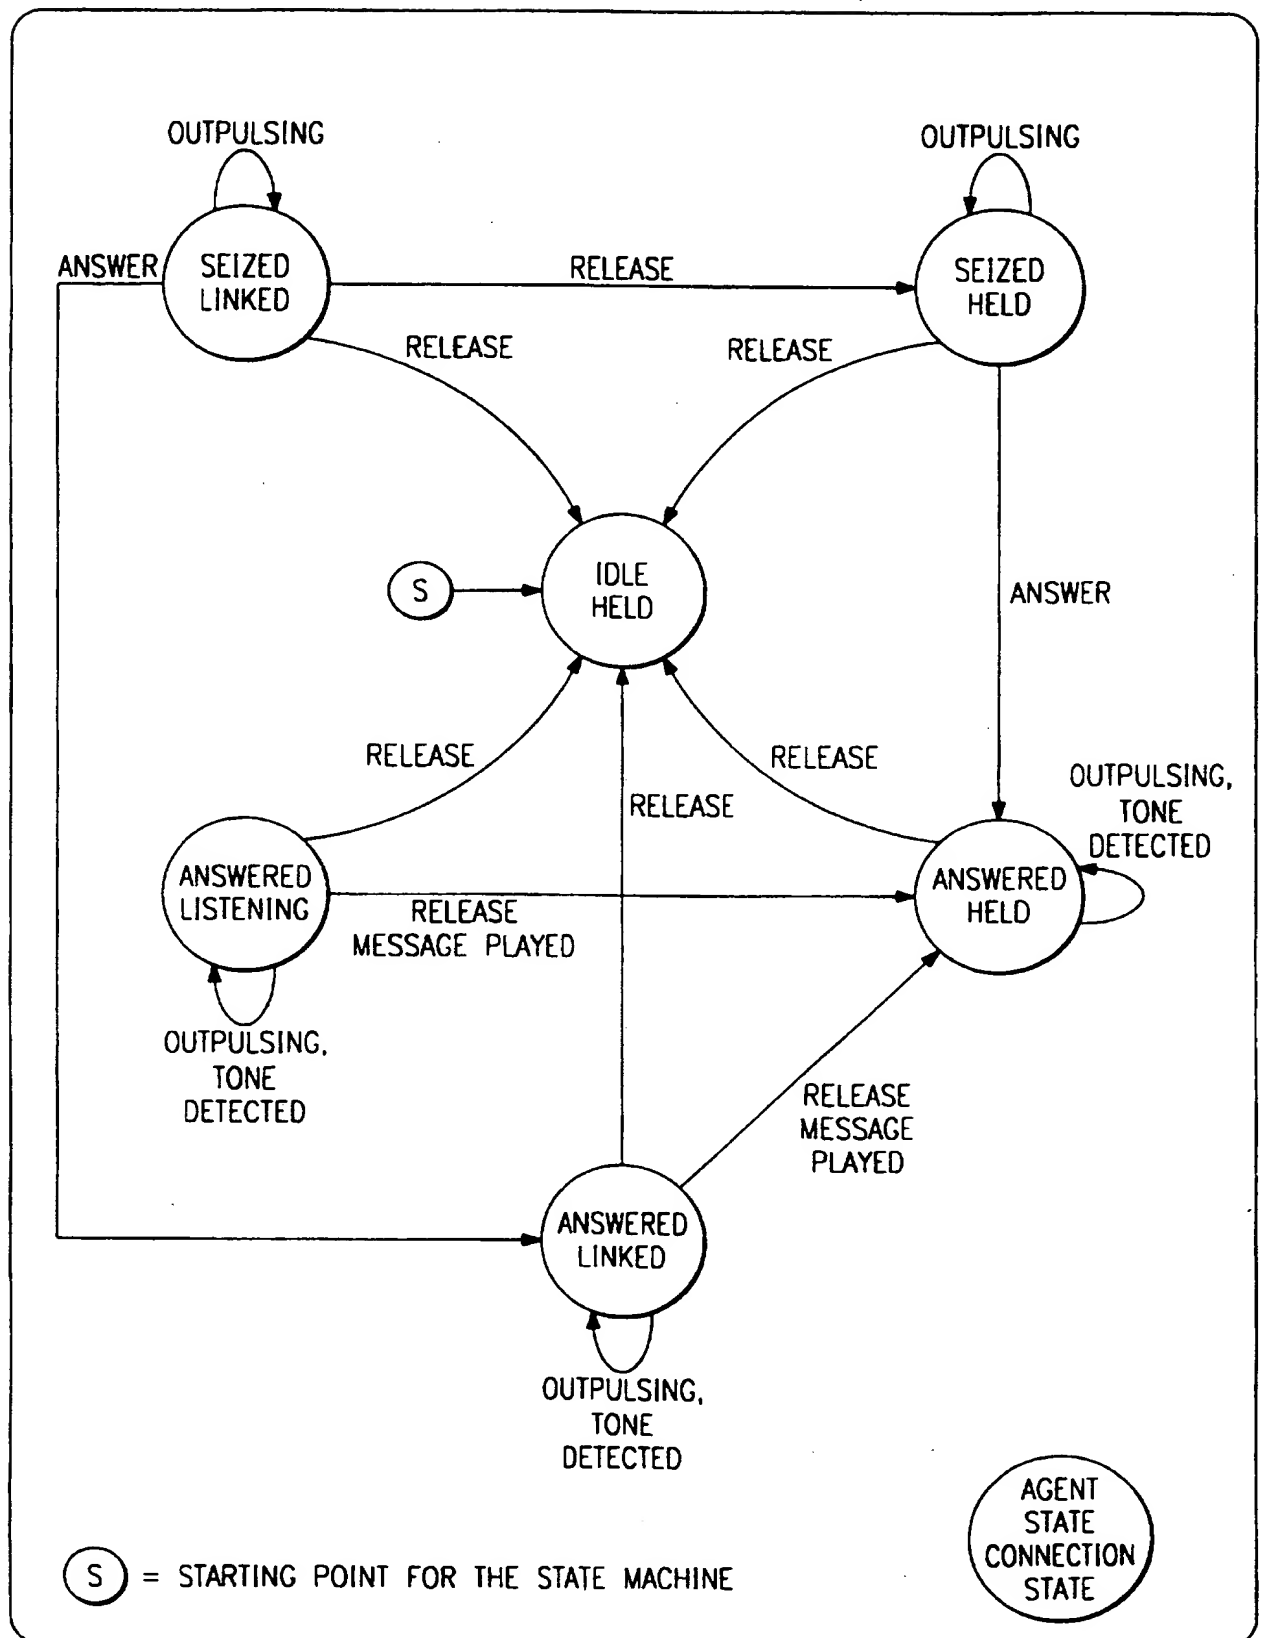 OUTPULSING
OUTPULSING
ANSWER
SEIZED
LINKED
RELEASE
SEIZED
HELD
RELEASE
RELEASE
S
IDLE
HELD
ANSWER
RELEASE
RELEASE
RELEASE
OUTPULSING,
TONE
DETECTED
ANSWERED
LISTENING
RELEASE
MESSAGE PLAYED
ANSWERED
HELD
OUTPULSING,
TONE
DETECTED
RELEASE
MESSAGE
PLAYED
ANSWERED
LINKED
OUTPULSING,
TONE
DETECTED
AGENT
STATE
CONNECTION
STATE
S = STARTING POINT FOR THE STATE MACHINE